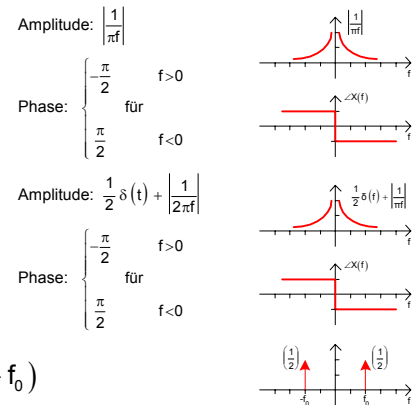 Amplitude: |1/(πf)|
|1/(πf)|
f
Phase: { -π/2 f>0
für
π/2 f<0
∠X(f)
f
Amplitude: 1/2 δ(t) + |1/(2πf)|
1/2 δ(f) + |1/(πf)|
f
Phase: { -π/2 f>0
für
π/2 f<0
∠X(f)
f
f₀)
(1/2) (1/2)
-f₀ f₀ f